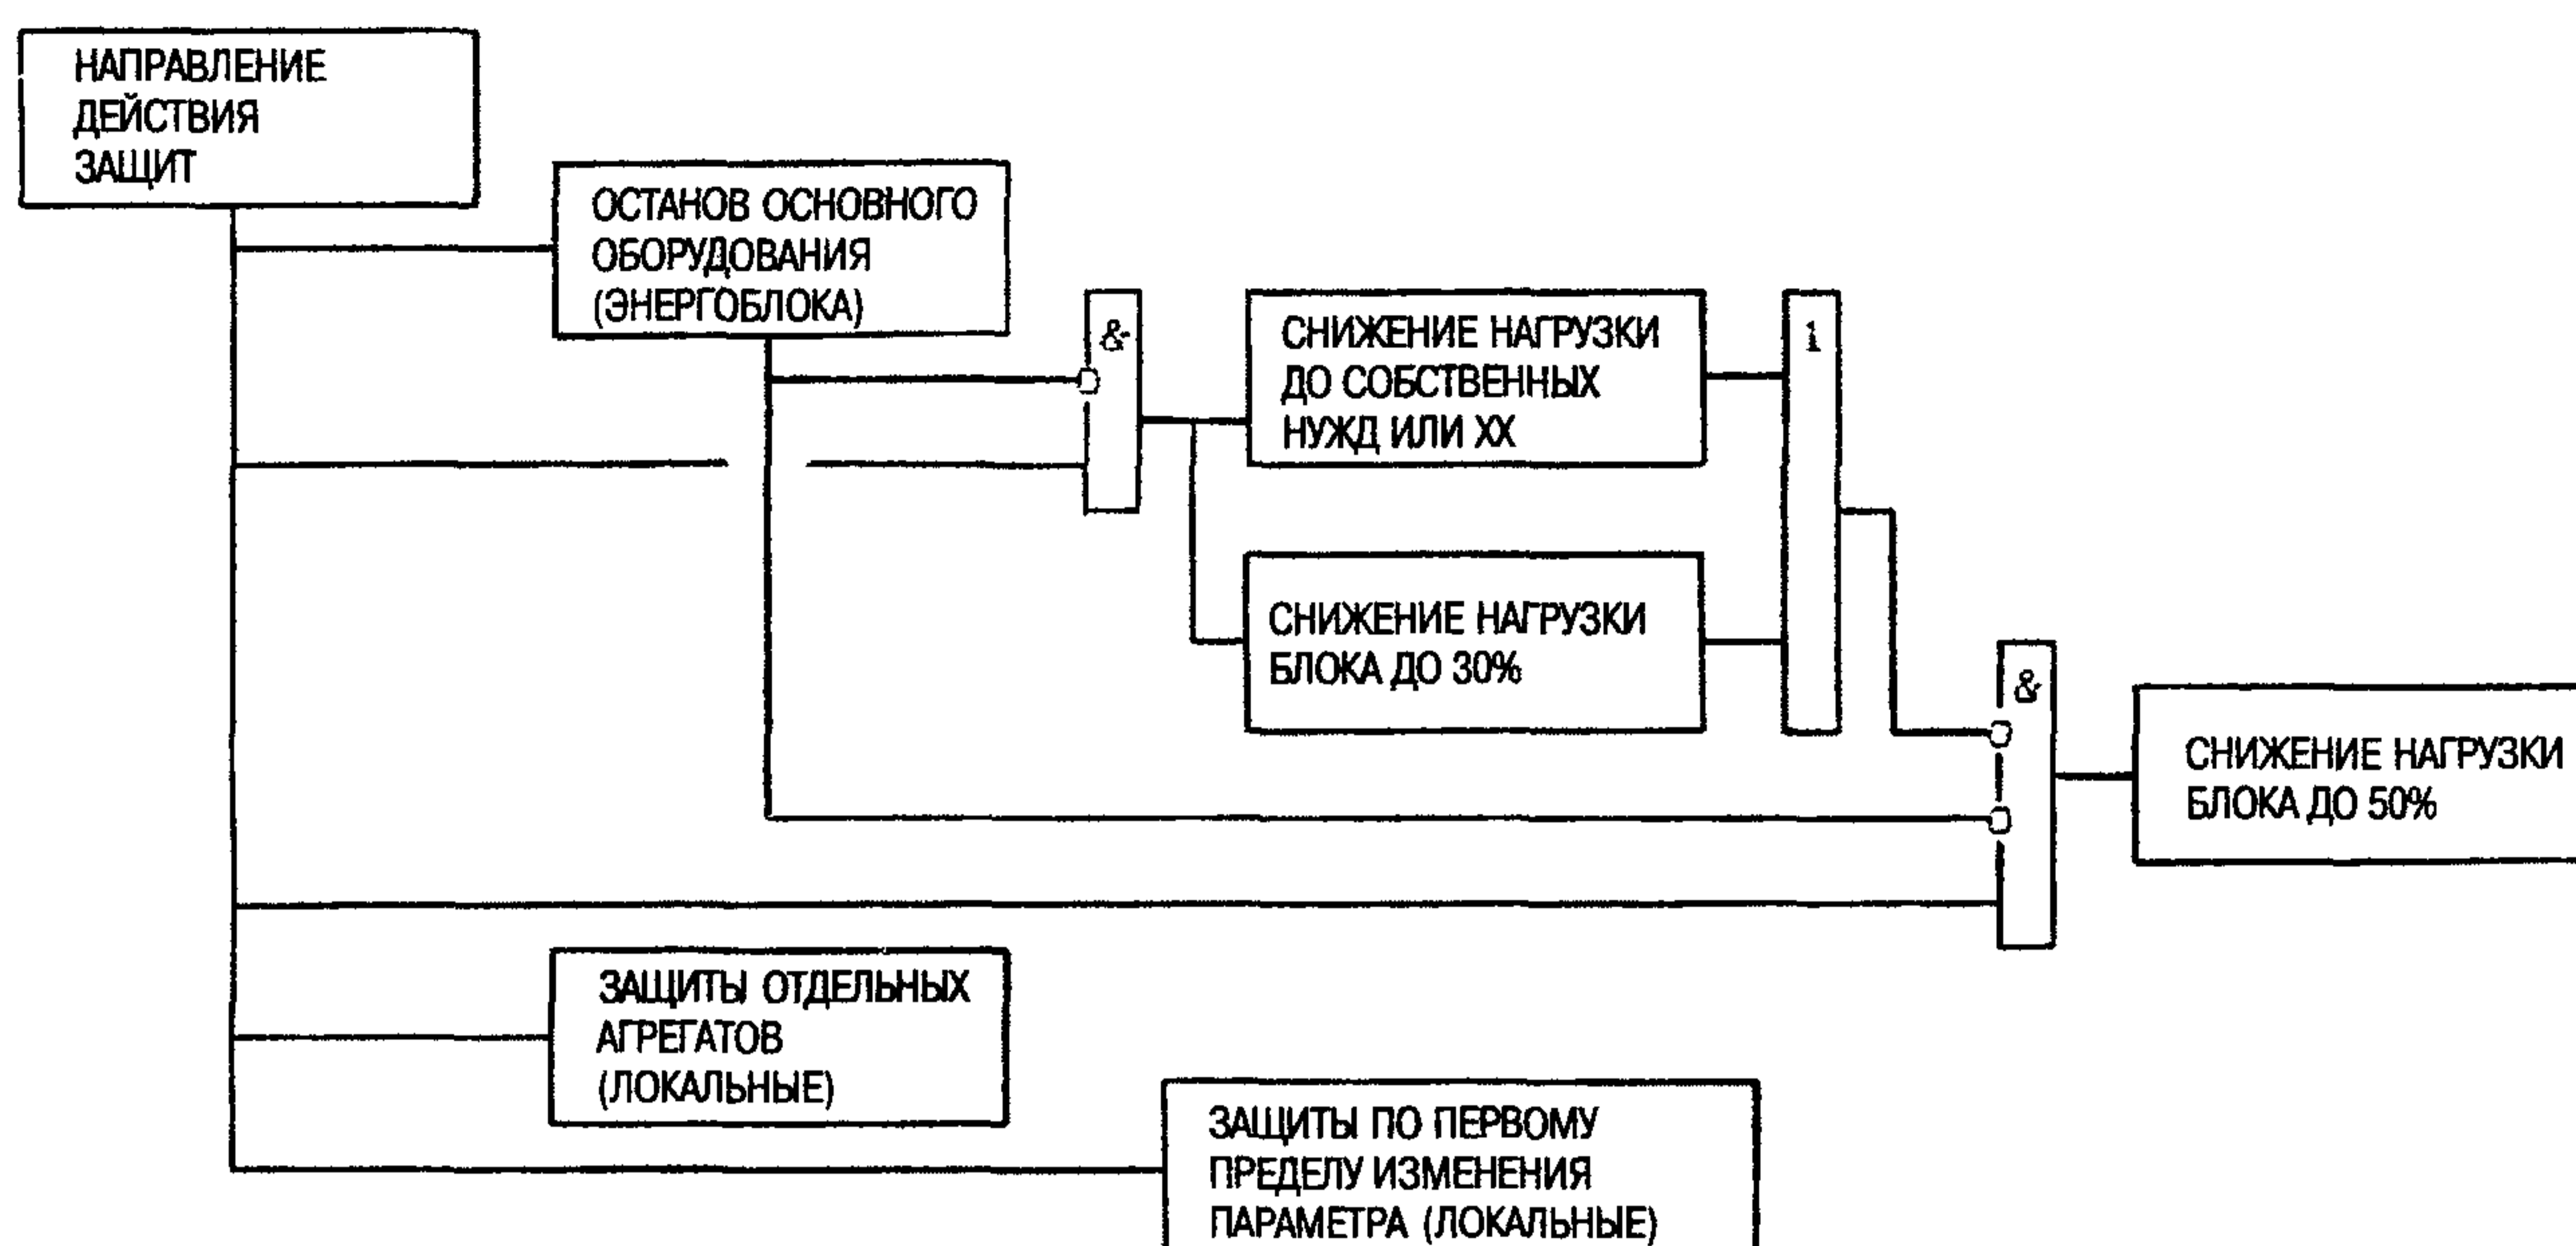 НАПРАВЛЕНИЕ
ДЕЙСТВИЯ
ЗАЩИТ
ОСТАНОВ ОСНОВНОГО
ОБОРУДОВАНИЯ
(ЭНЕРГОБЛОКА)
&
СНИЖЕНИЕ НАГРУЗКИ
ДО СОБСТВЕННЫХ
НУЖД ИЛИ ХХ
1
СНИЖЕНИЕ НАГРУЗКИ
БЛОКА ДО 30%
&
СНИЖЕНИЕ НАГРУЗКИ
БЛОКА ДО 50%
ЗАЩИТЫ ОТДЕЛЬНЫХ
АГРЕГАТОВ
(ЛОКАЛЬНЫЕ)
ЗАЩИТЫ ПО ПЕРВОМУ
ПРЕДЕЛУ ИЗМЕНЕНИЯ
ПАРАМЕТРА (ЛОКАЛЬНЫЕ)